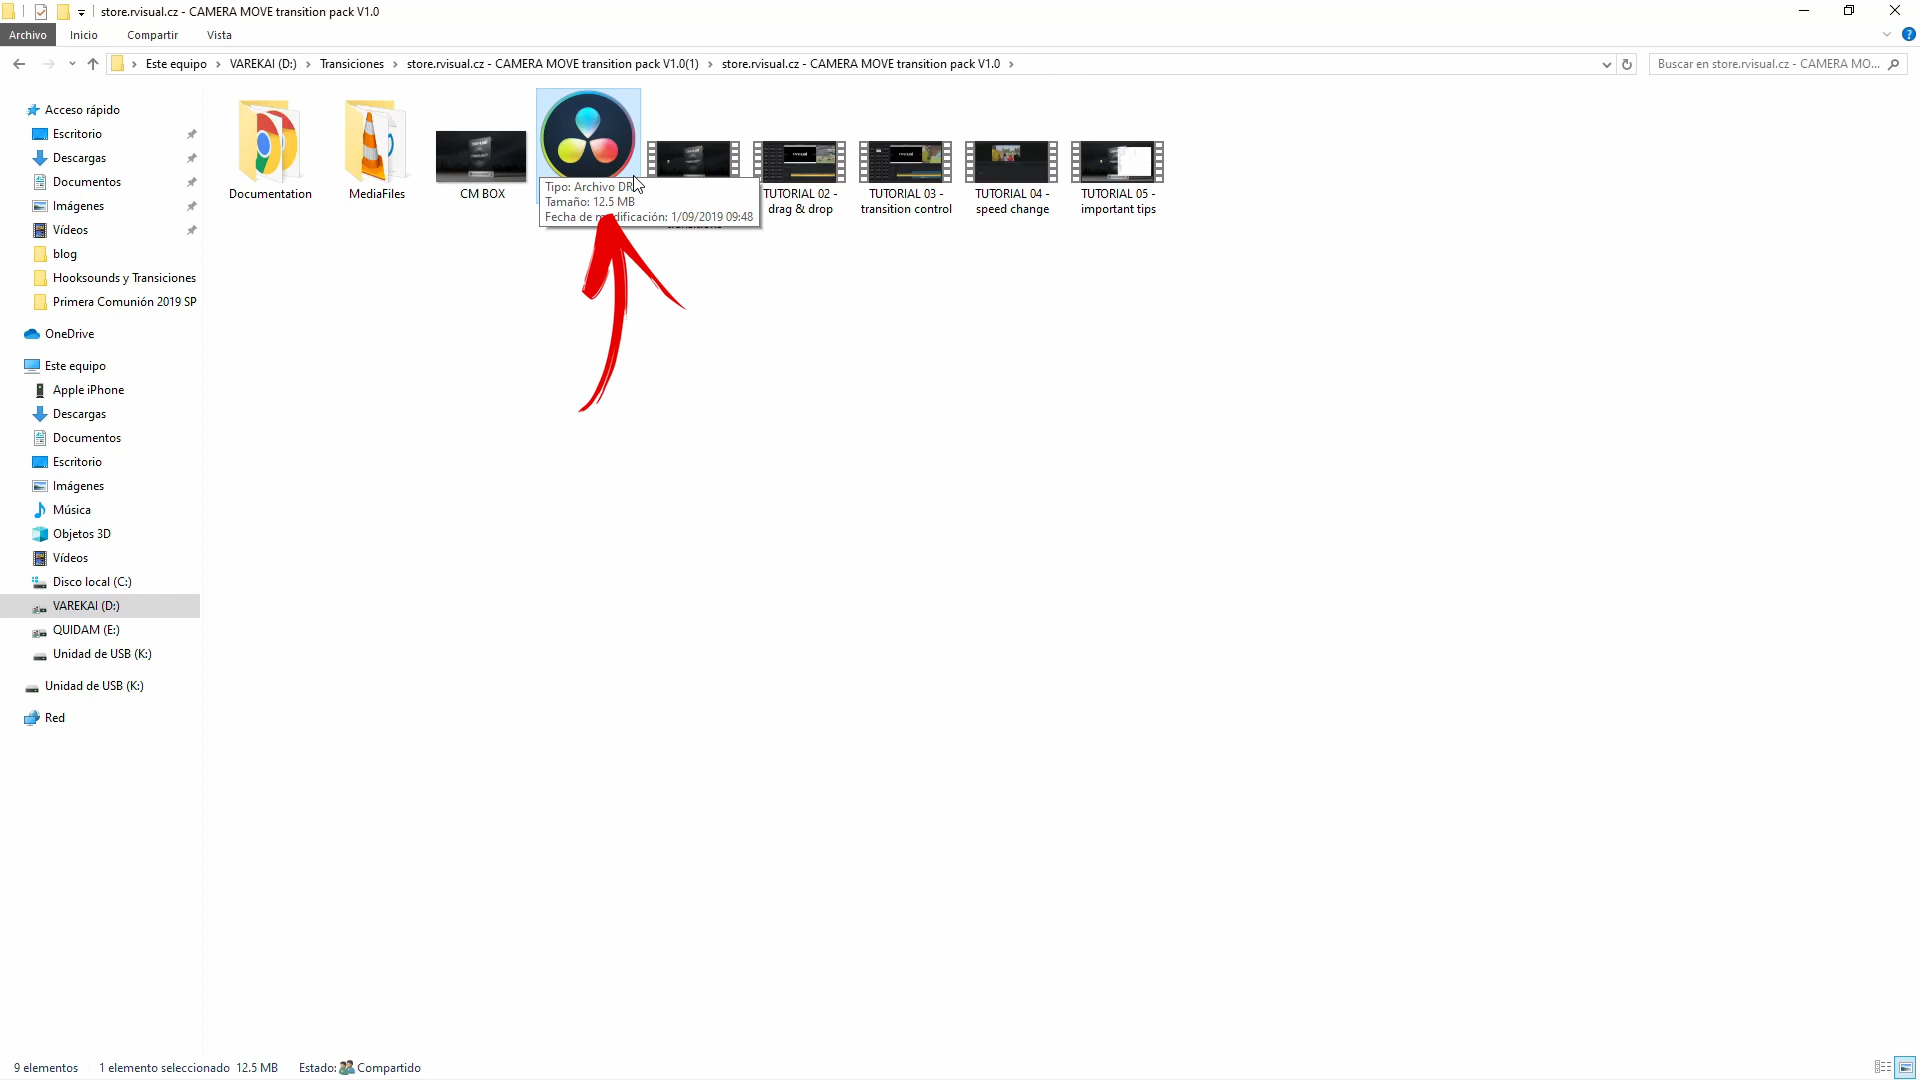 store.rvisual.cz - CAMERA MOVE transition pack V1.0
Archivo
Inicio
Compartir
Vista
?
Este equipo > VAREKAI (D:) > Transiciones > store.rvisual.cz - CAMERA MOVE transition pack V1.0(1) > store.rvisual.cz - CAMERA MOVE transition pack V1.0 >
Buscar en store.rvisual.cz - CAMERA MO...
Acceso rápido
Escritorio
Descargas
Documentos
Imágenes
Vídeos
blog
Hooksounds y Transiciones
Primera Comunión 2019 SP
OneDrive
Este equipo
Apple iPhone
Descargas
Documentos
Escritorio
Imágenes
Música
Objetos 3D
Vídeos
Disco local (C:)
VAREKAI (D:)
QUIDAM (E:)
Unidad de USB (K:)
Unidad de USB (K:)
Red
Documentation
MediaFiles
CM BOX
Tipo: Archivo
Tamaño: 12.5 MB
Fecha de modificación: 1/09/2019 09:48
TUTORIAL 02 -
drag & drop
TUTORIAL 03 -
transition control
TUTORIAL 04 -
speed change
TUTORIAL 05 -
important tips
9 elementos
1 elemento seleccionado 12.5 MB
Estado: Compartido